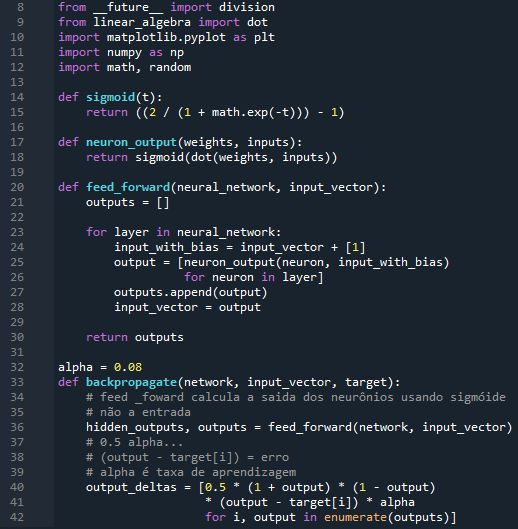 8 from __future__ import division
9 from linear_algebra import dot
10 import matplotlib.pyplot as plt
11 import numpy as np
12 import math, random
13
14 def sigmoid(t):
15     return ((2 / (1 + math.exp(-t))) - 1)
16
17 def neuron_output(weights, inputs):
18     return sigmoid(dot(weights, inputs))
19
20 def feed_forward(neural_network, input_vector):
21     outputs = []
22
23     for layer in neural_network:
24         input_with_bias = input_vector + [1]
25         output = [neuron_output(neuron, input_with_bias)
26                   for neuron in layer]
27         outputs.append(output)
28         input_vector = output
29
30     return outputs
31
32 alpha = 0.08
33 def backpropagate(network, input_vector, target):
34     # feed _foward calcula a saida dos neurônios usando sigmóide
35     # não a entrada
36     hidden_outputs, outputs = feed_forward(network, input_vector)
37     # 0.5 alpha...
38     # (output - target[i]) = erro
39     # alpha é taxa de aprendizagem
40     output_deltas = [0.5 * (1 + output) * (1 - output)
41                      * (output - target[i]) * alpha
42                      for i, output in enumerate(outputs)]